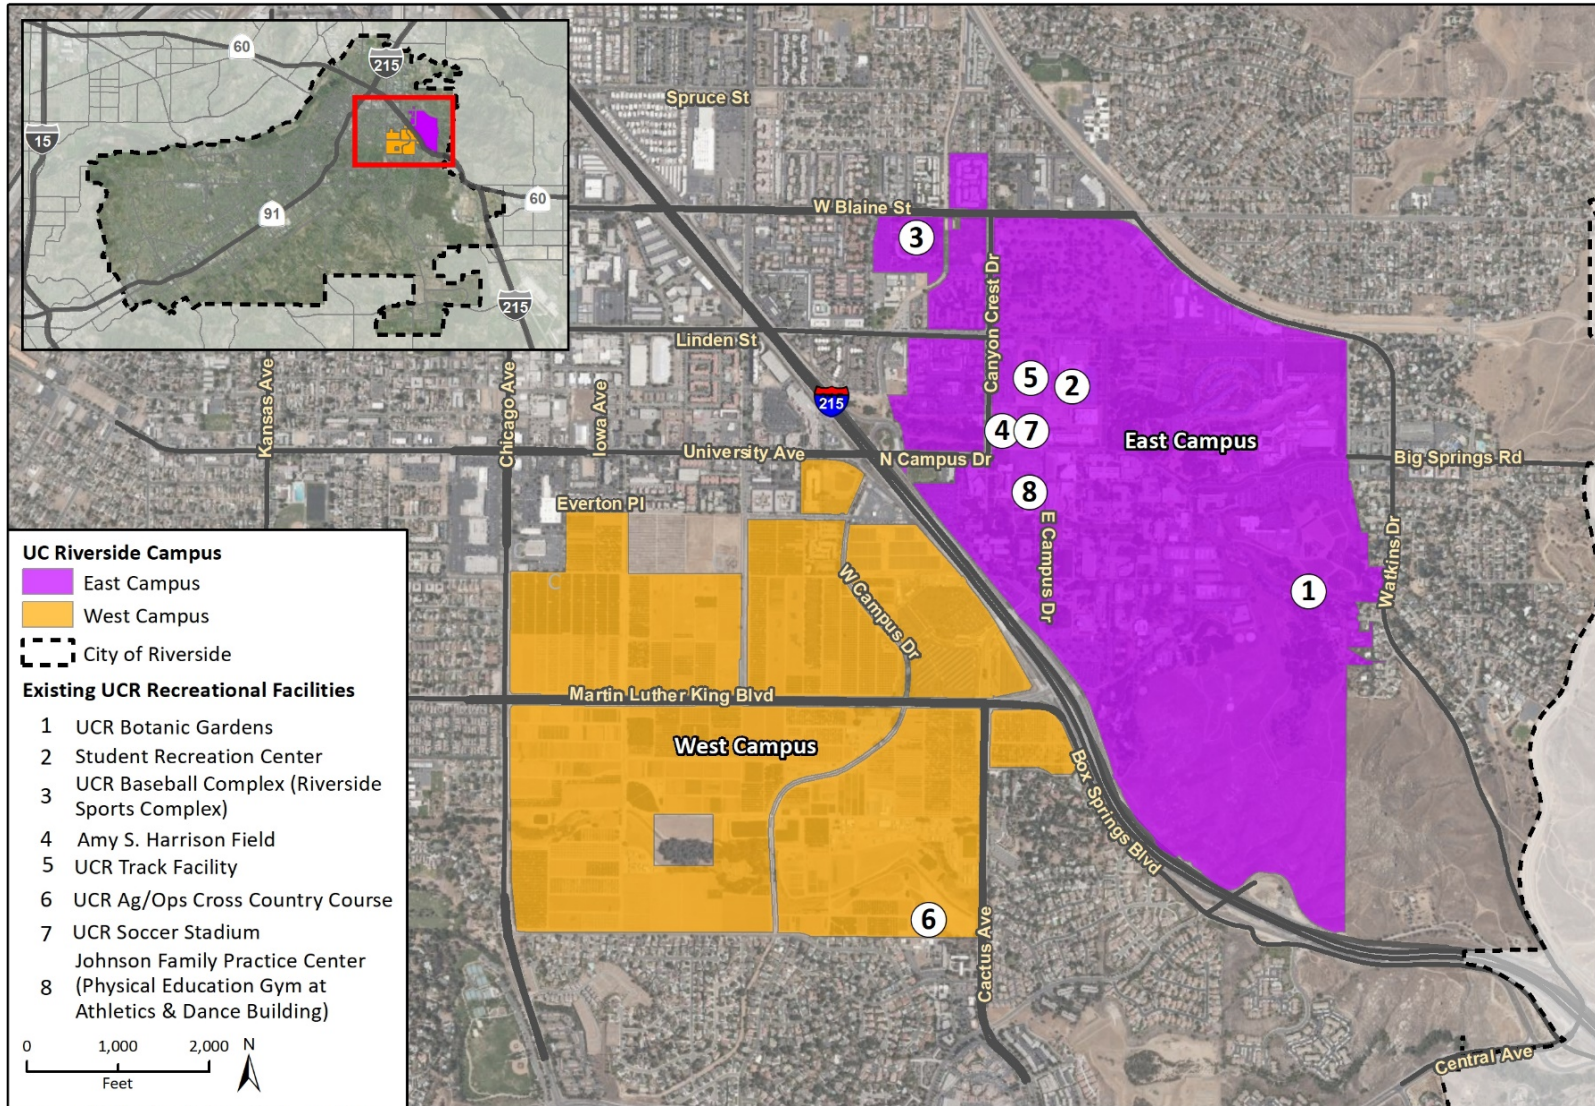 60
215
15
91
60
215
Spruce St
W Blaine St
3
Canyon Crest Dr
Linden St
Kansas Ave
Chicago Ave
Iowa Ave
215
5
2
4
7
East Campus
University Ave
N Campus Dr
Big Springs Rd
8
Everton Pl
E Campus Dr
Watkins Dr
1
C
W Campus Dr
Martin Luther King Blvd
West Campus
Box Springs Blvd
6
Cactus Ave
Central Ave
UC Riverside Campus
East Campus
West Campus
City of Riverside
Existing UCR Recreational Facilities
1 UCR Botanic Gardens
2 Student Recreation Center
3 UCR Baseball Complex (Riverside
Sports Complex)
4 Amy S. Harrison Field
5 UCR Track Facility
6 UCR Ag/Ops Cross Country Course
7 UCR Soccer Stadium
Johnson Family Practice Center
8 (Physical Education Gym at
Athletics & Dance Building)
0 1,000 2,000
Feet
N